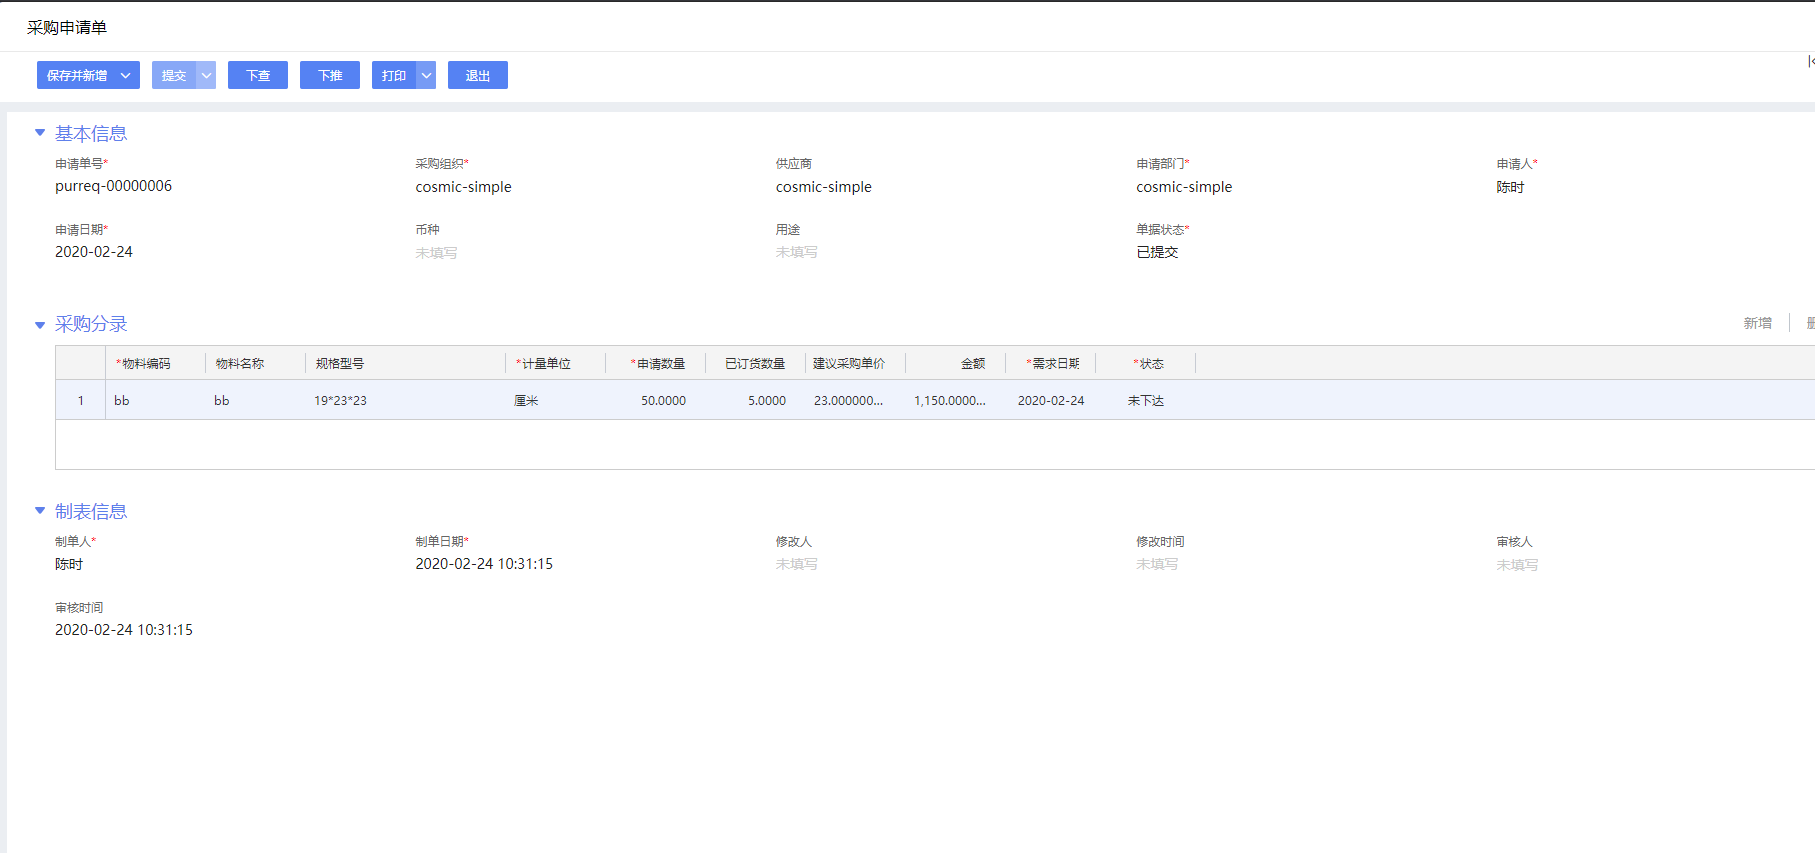 采购申请单
保存并新增 提交 下查 下推 打印 退出
基本信息
申请单号* 采购组织* 供应商 申请部门* 申请人*
purreq-00000006 cosmic-simple cosmic-simple cosmic-simple 陈时
申请日期* 币种 用途 单据状态*
2020-02-24 未填写 未填写 已提交
采购分录 新增
*物料编码 物料名称 规格型号 *计量单位 *申请数量 已订货数量 建议采购单价 金额 *需求日期 *状态
1 bb bb 19*23*23 厘米 50.0000 5.0000 23.000000... 1,150.0000... 2020-02-24 未下达
制表信息
制单人* 制单日期* 修改人 修改时间 审核人
陈时 2020-02-24 10:31:15 未填写 未填写 未填写
审核时间
2020-02-24 10:31:15